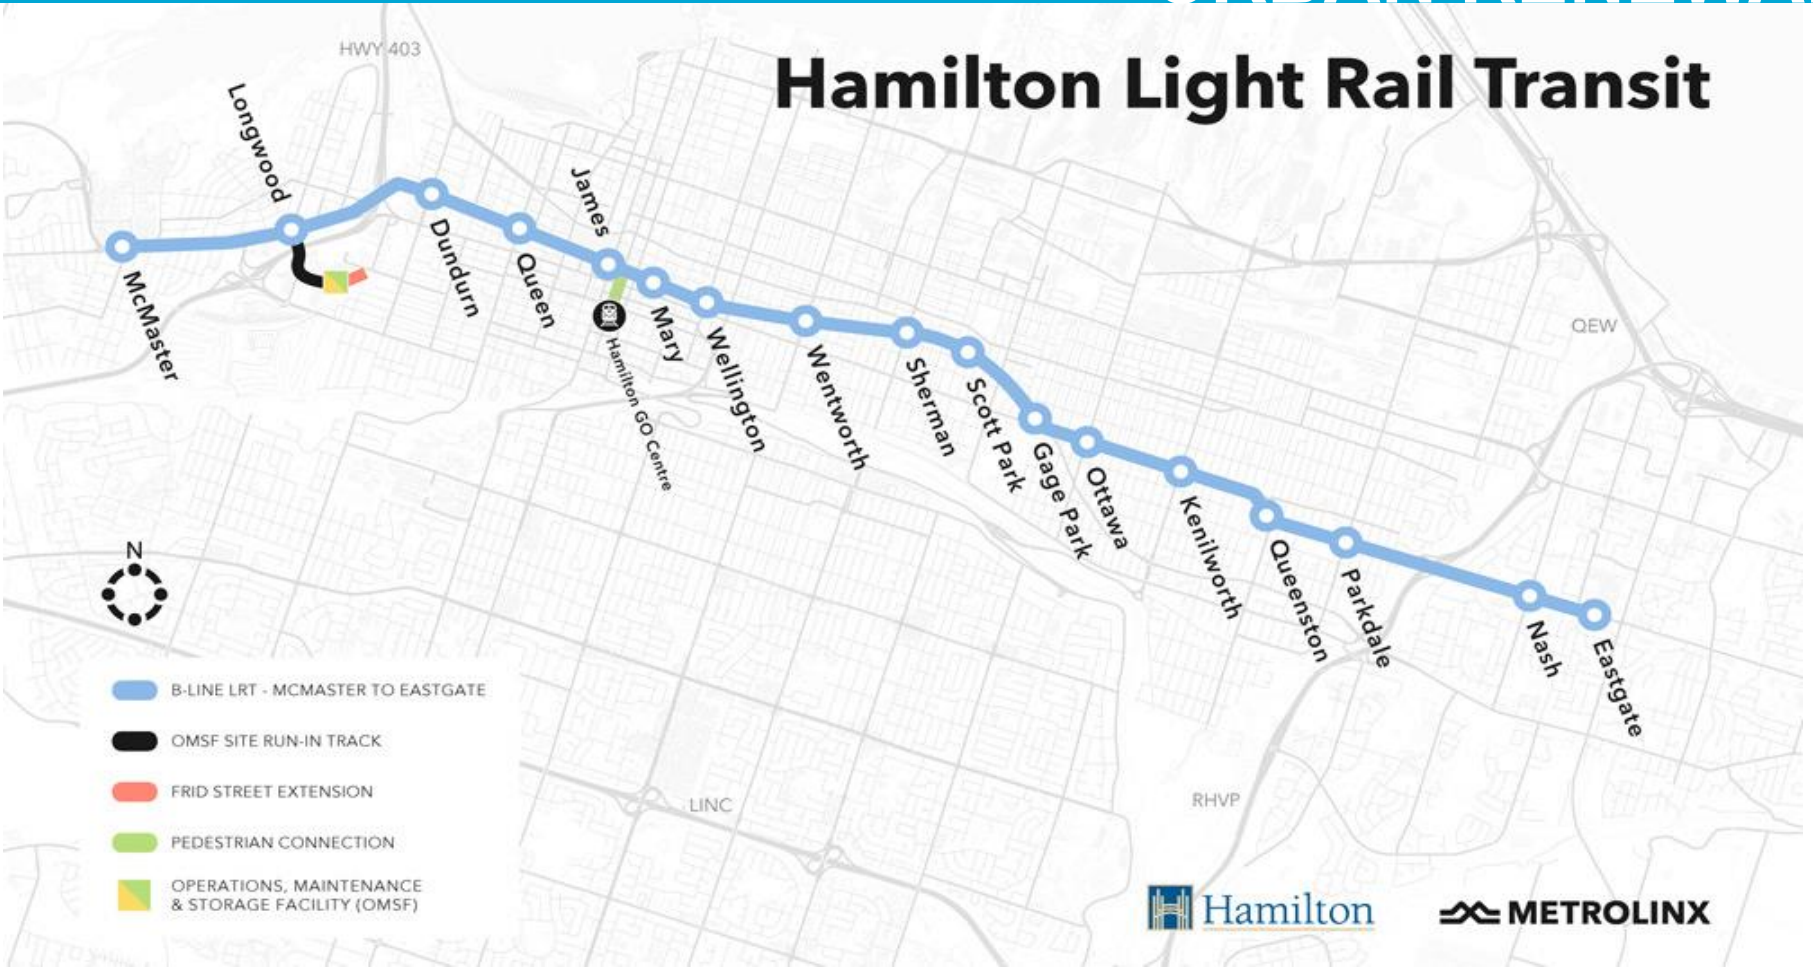 URBAN RENEWAL
HWY 403
Hamilton Light Rail Transit
Longwood
James
McMaster
Dundurn
Queen
Hamilton GO Centre
Mary
Wellington
Wentworth
Sherman
Scott Park
Gage Park
Ottawa
Kenilworth
Queenston
Parkdale
Nash
Eastgate
QEW
N
B-LINE LRT - MCMASTER TO EASTGATE
OMSF SITE RUN-IN TRACK
FRID STREET EXTENSION
PEDESTRIAN CONNECTION
OPERATIONS, MAINTENANCE
& STORAGE FACILITY (OMSF)
LINC
RHVP
Hamilton
METROLINX